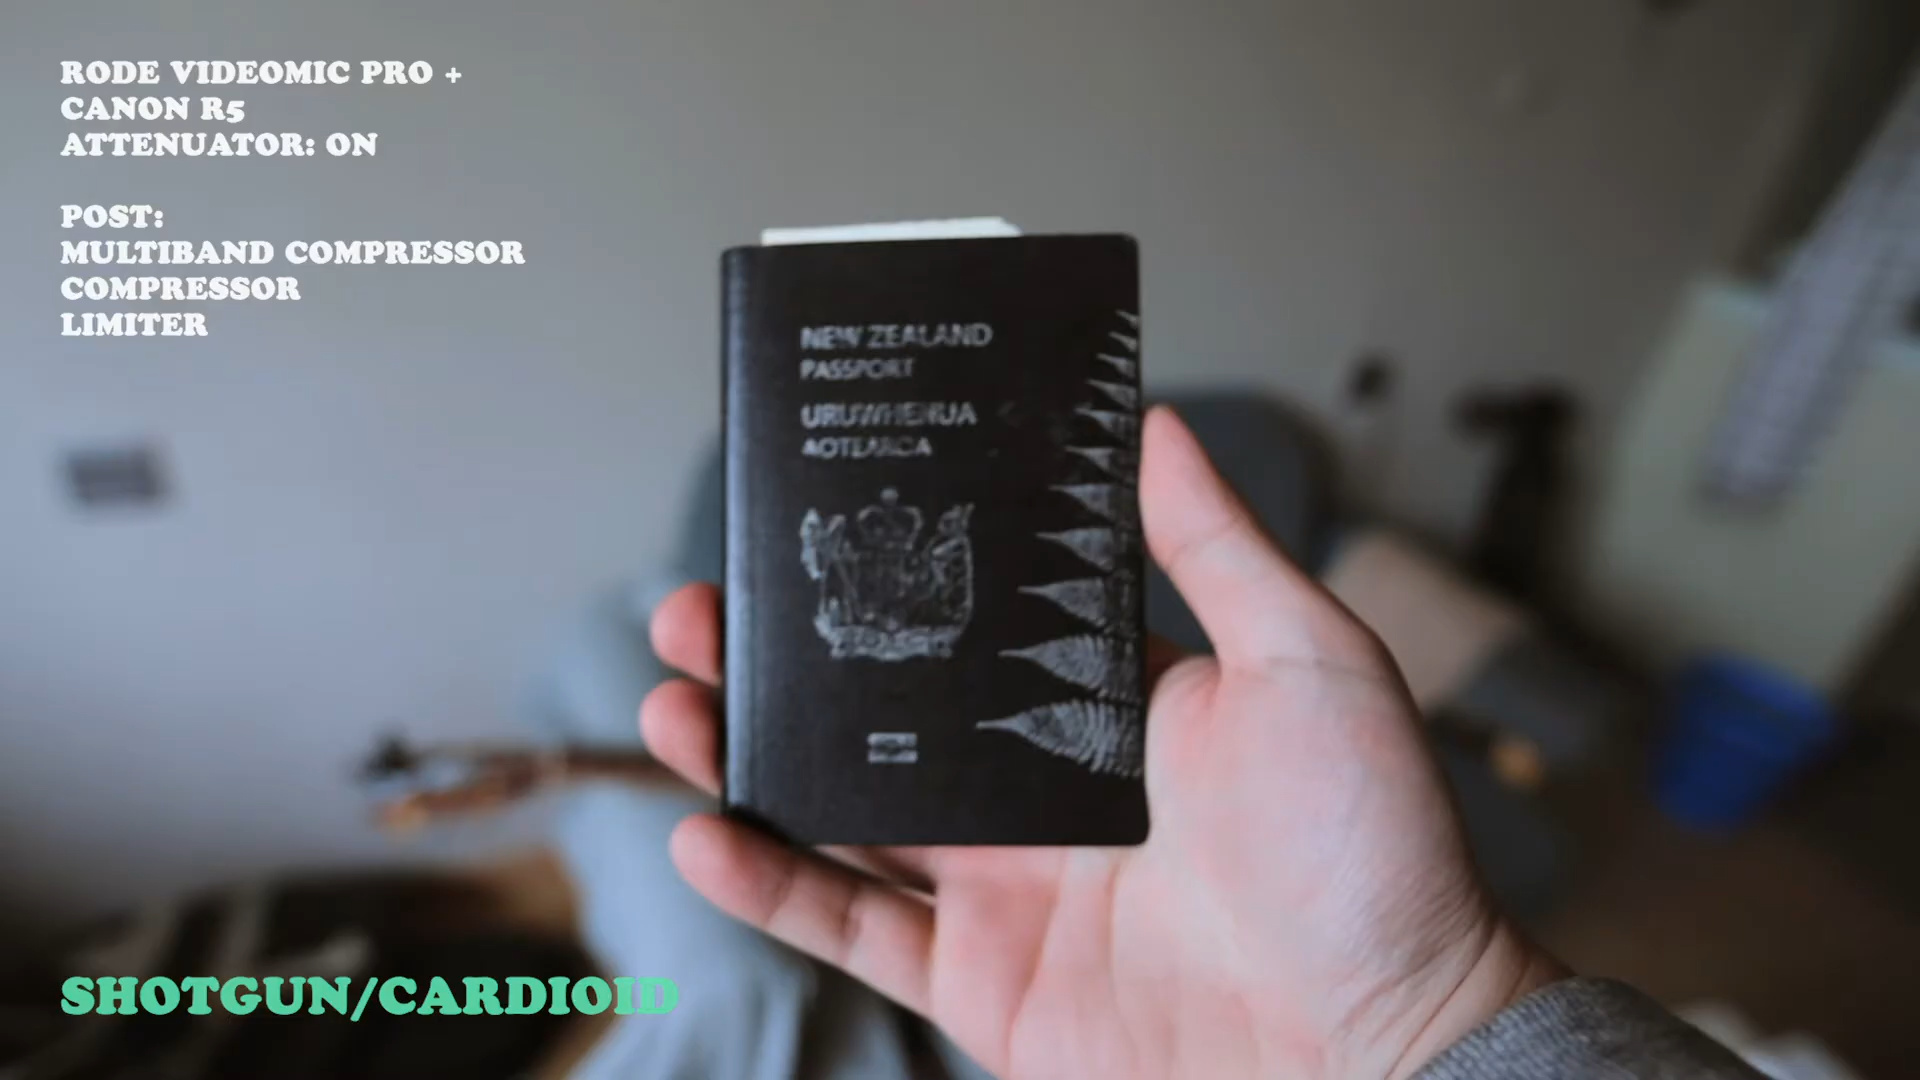 RODE VIDEOMIC PRO +
CANON R5
ATTENUATOR: ON
POST:
MULTIBAND COMPRESSOR
COMPRESSOR
LIMITER
NEW ZEALAND
PASSPORT
URUWHENUA
AOTEAROA
SHOTGUN/CARDIOID